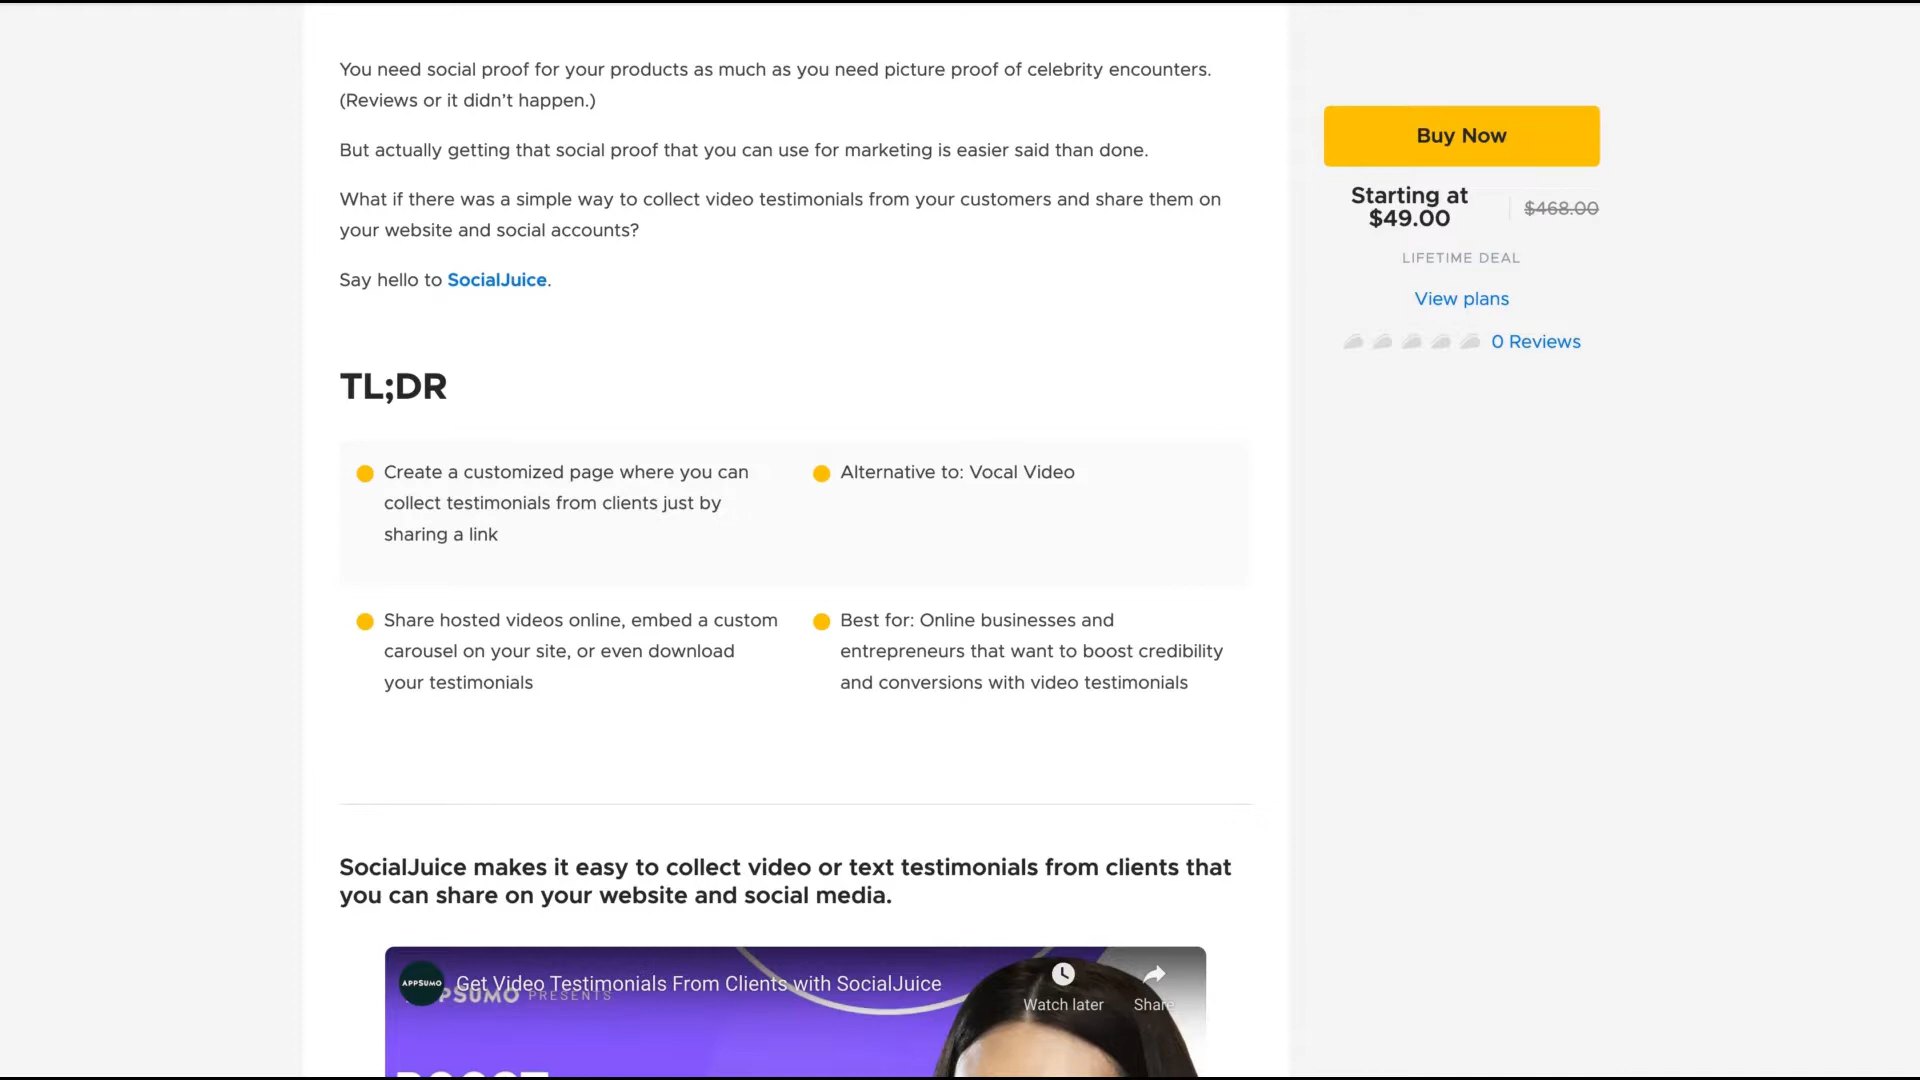 You need social proof for your products as much as you need picture proof of celebrity encounters.
(Reviews or it didn’t happen.)
But actually getting that social proof that you can use for marketing is easier said than done.
What if there was a simple way to collect video testimonials from your customers and share them on
your website and social accounts?
Say hello to SocialJuice.
Buy Now
Starting at
$49.00
$468.00
LIFETIME DEAL
View plans
0 Reviews
TL;DR
Create a customized page where you can
collect testimonials from clients just by
sharing a link
Alternative to: Vocal Video
Share hosted videos online, embed a custom
carousel on your site, or even download
your testimonials
Best for: Online businesses and
entrepreneurs that want to boost credibility
and conversions with video testimonials
SocialJuice makes it easy to collect video or text testimonials from clients that
you can share on your website and social media.
APPSUMO
Get Video Testimonials From Clients with SocialJuice
PSUMO PRESENTS
Watch later
Share
BOOST